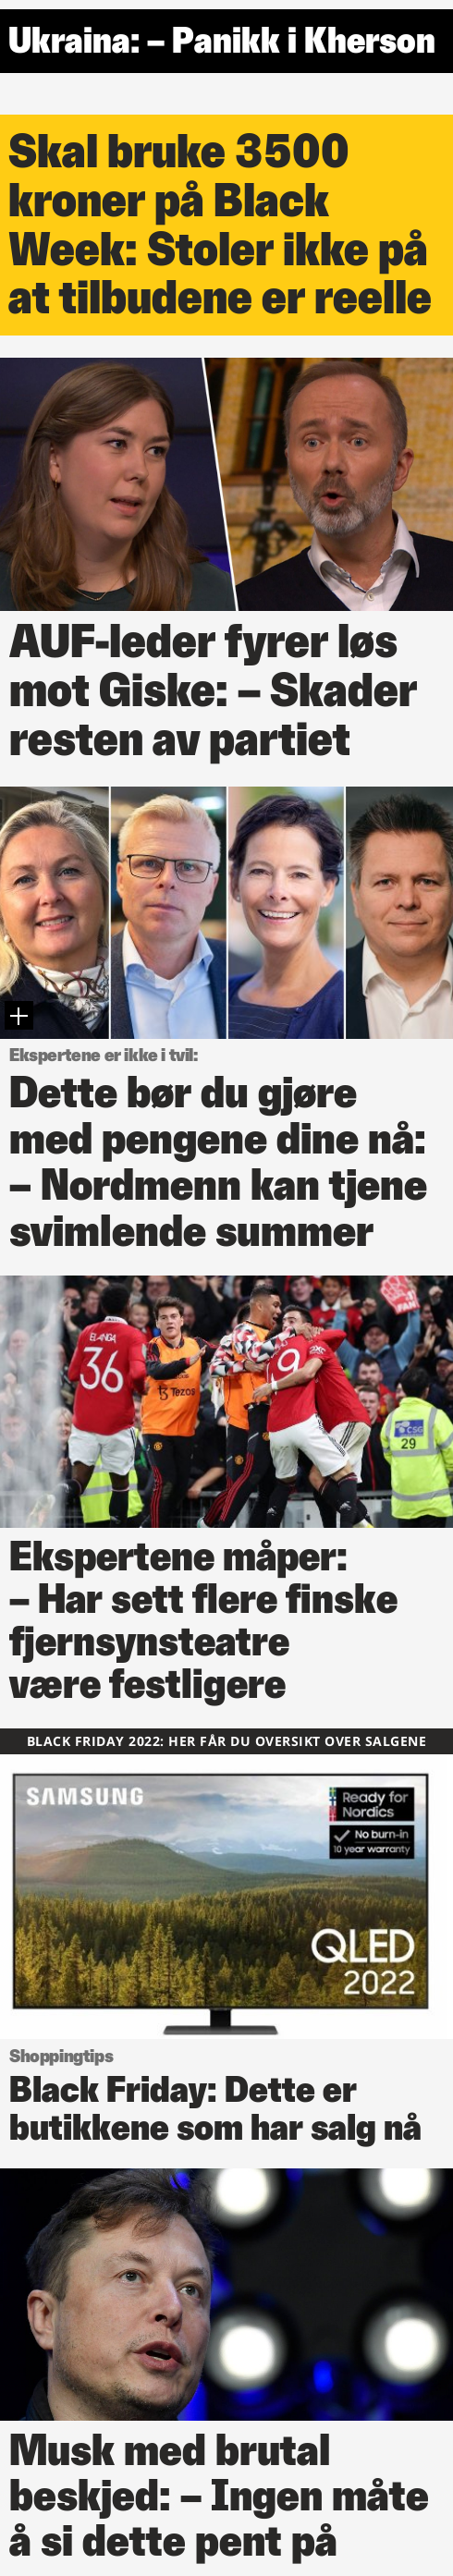 Ukraina: – Panikk i Kherson
Skal bruke 3500
kroner på Black
Week: Stoler ikke på
at tilbudene er reelle
AUF-leder fyrer løs
mot Giske: – Skader
resten av partiet
Ekspertene er ikke i tvil:
Dette bør du gjøre
med pengene dine nå:
– Nordmenn kan tjene
svimlende summer
ELANGA
36
Tezos
9
FAN
CSG
29
Ekspertene måper:
– Har sett flere finske
fjernsynsteatre
være festligere
BLACK FRIDAY 2022: HER FÅR DU OVERSIKT OVER SALGENE
SAMSUNG
Ready for
Nordics
No burn-in
10 year warranty
QLED
2022
Shoppingtips
Black Friday: Dette er
butikkene som har salg nå
Musk med brutal
beskjed: – Ingen måte
å si dette pent på